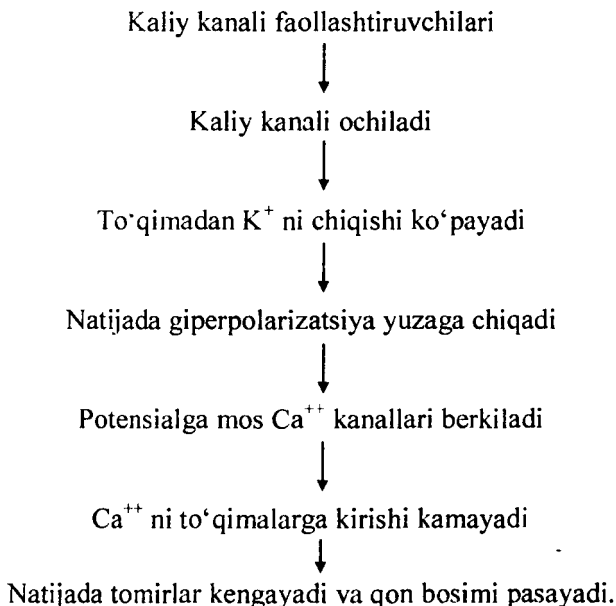 Kaliy kanali faollashtiruvchilari
Kaliy kanali ochiladi
To‘qimadan K⁺ ni chiqishi ko‘payadi
Natijada giperpolarizatsiya yuzaga chiqadi
Potensialga mos Ca⁺⁺ kanallari berkiladi
Ca⁺⁺ ni to‘qimalarga kirishi kamayadi
Natijada tomirlar kengayadi va qon bosimi pasayadi.